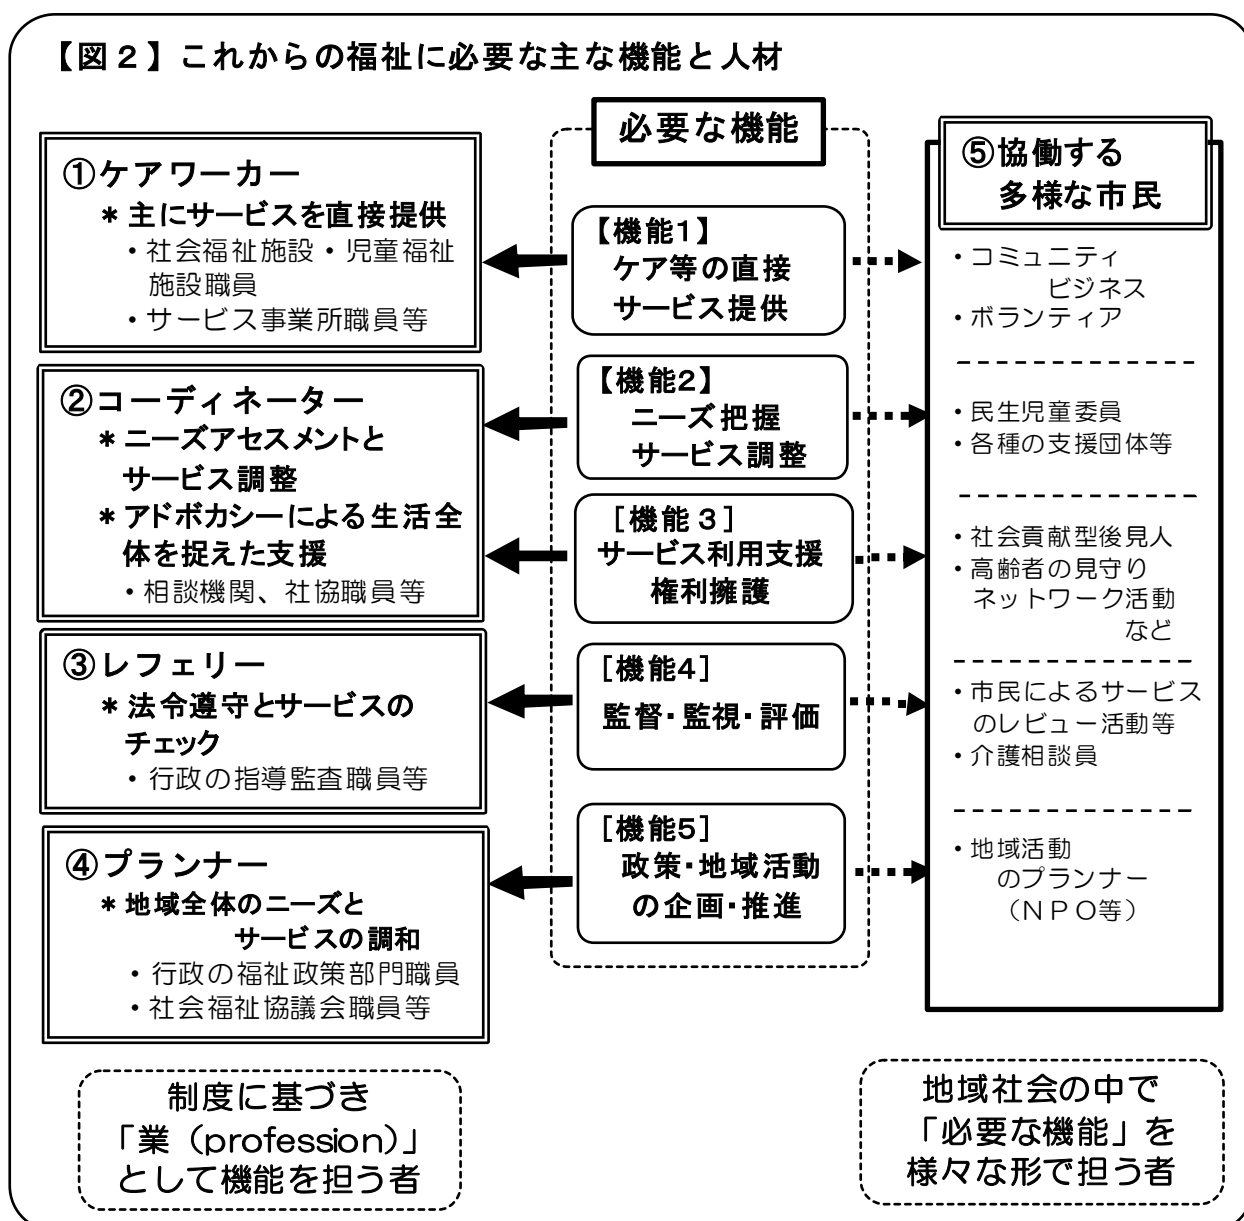 【図2】これからの福祉に必要な主な機能と人材
①ケアワーカー
＊主にサービスを直接提供
・社会福祉施設・児童福祉
施設職員
・サービス事業所職員等
②コーディネーター
＊ニーズアセスメントと
サービス調整
＊アドボカシーによる生活全
体を捉えた支援
・相談機関、社協職員等
③レフェリー
＊法令遵守とサービスの
チェック
・行政の指導監査職員等
④プランナー
＊地域全体のニーズと
サービスの調和
・行政の福祉政策部門職員
・社会福祉協議会職員等
制度に基づき
「業（profession）」
として機能を担う者
必要な機能
【機能1】
ケア等の直接
サービス提供
【機能2】
ニーズ把握
サービス調整
［機能3］
サービス利用支援
権利擁護
［機能4］
監督・監視・評価
［機能5］
政策・地域活動
の企画・推進
⑤協働する
多様な市民
・コミュニティ
ビジネス
・ボランティア
・民生児童委員
・各種の支援団体等
・社会貢献型後見人
・高齢者の見守り
ネットワーク活動
など
・市民によるサービス
のレビュー活動等
・介護相談員
・地域活動
のプランナー
（ＮＰＯ等）
地域社会の中で
「必要な機能」を
様々な形で担う者